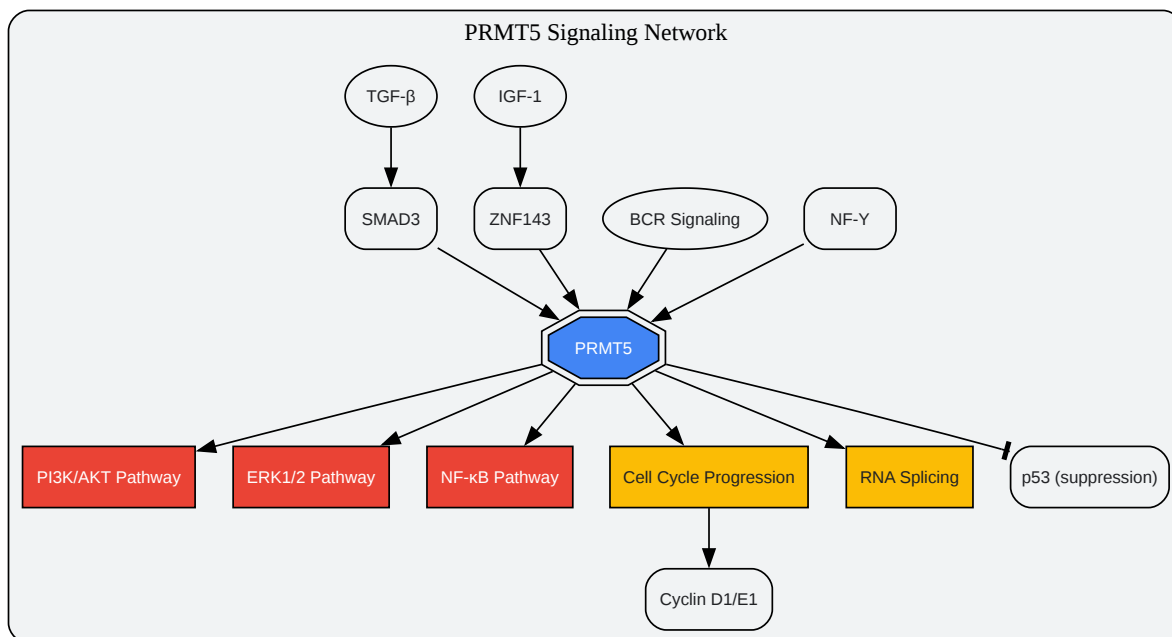 PRMT5 Signaling Network
TGF-β
IGF-1
SMAD3
ZNF143
BCR Signaling
NF-Y
PRMT5
PI3K/AKT Pathway
ERK1/2 Pathway
NF-κB Pathway
Cell Cycle Progression
RNA Splicing
p53 (suppression)
Cyclin D1/E1